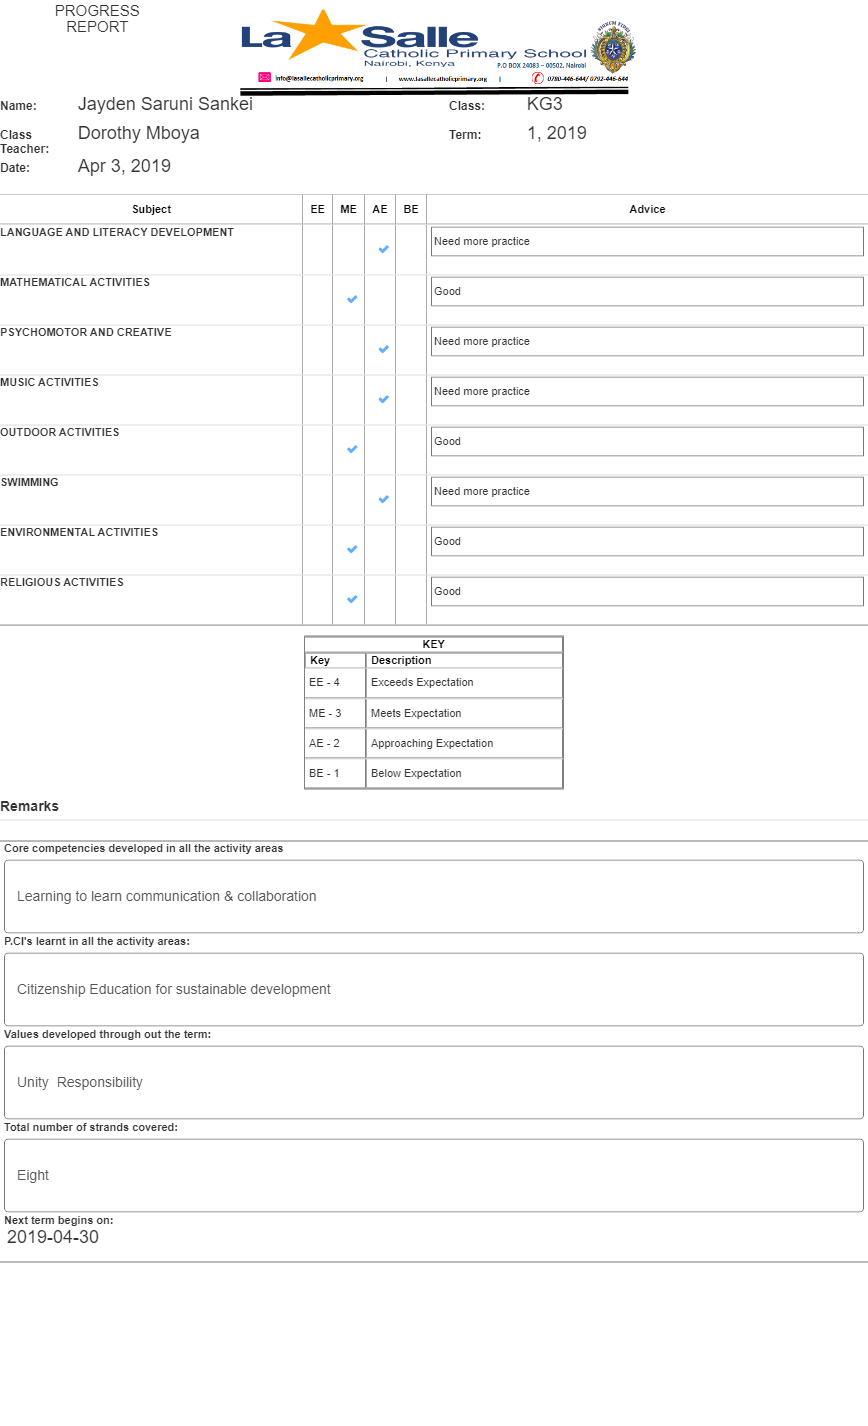 PROGRESS
REPORT
La Salle
Catholic Primary School
Nairobi, Kenya
P.O BOX 24083 – 00502, Nairobi
info@lasallecatholicprimary.org | www.lasallecatholicprimary.org | 0780-446-644/ 0792-446-644
Name: Jayden Saruni Sankei Class: KG3
Class Teacher: Dorothy Mboya Term: 1, 2019
Date: Apr 3, 2019
Subject EE ME AE BE Advice
LANGUAGE AND LITERACY DEVELOPMENT ✔ Need more practice
MATHEMATICAL ACTIVITIES ✔ Good
PSYCHOMOTOR AND CREATIVE ✔ Need more practice
MUSIC ACTIVITIES ✔ Need more practice
OUTDOOR ACTIVITIES ✔ Good
SWIMMING ✔ Need more practice
ENVIRONMENTAL ACTIVITIES ✔ Good
RELIGIOUS ACTIVITIES ✔ Good
KEY
Key Description
EE - 4 Exceeds Expectation
ME - 3 Meets Expectation
AE - 2 Approaching Expectation
BE - 1 Below Expectation
Remarks
Core competencies developed in all the activity areas
Learning to learn communication & collaboration
P.CI's learnt in all the activity areas:
Citizenship Education for sustainable development
Values developed through out the term:
Unity  Responsibility
Total number of strands covered:
Eight
Next term begins on:
2019-04-30